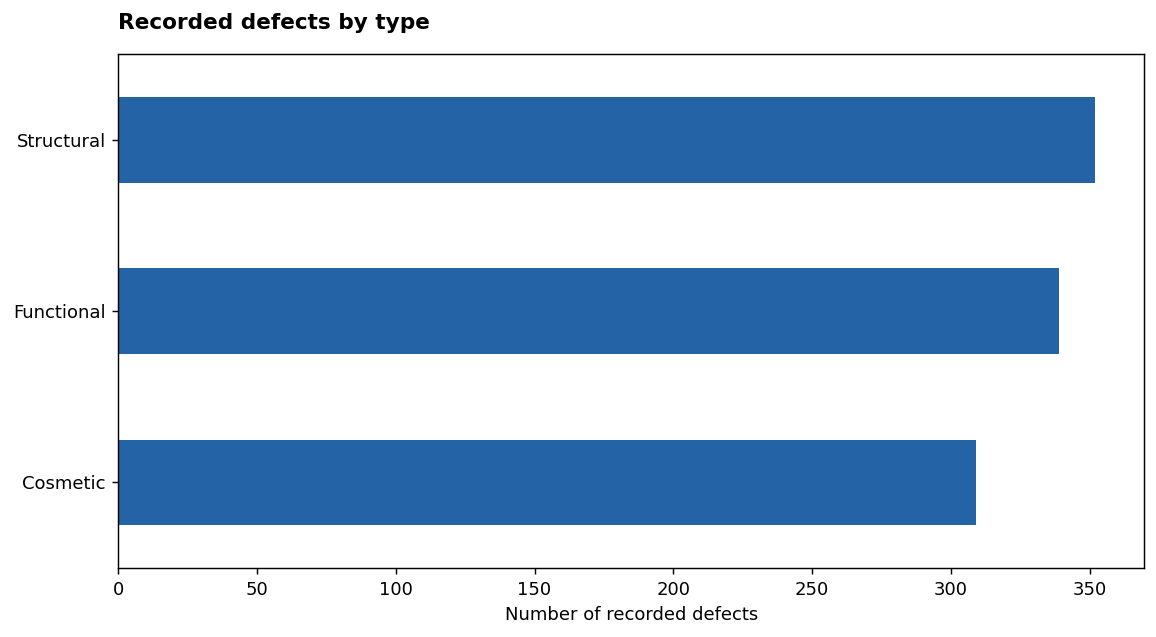 Recorded defects by type
Structural
Functional
Cosmetic
0 50 100 150 200 250 300 350
Number of recorded defects